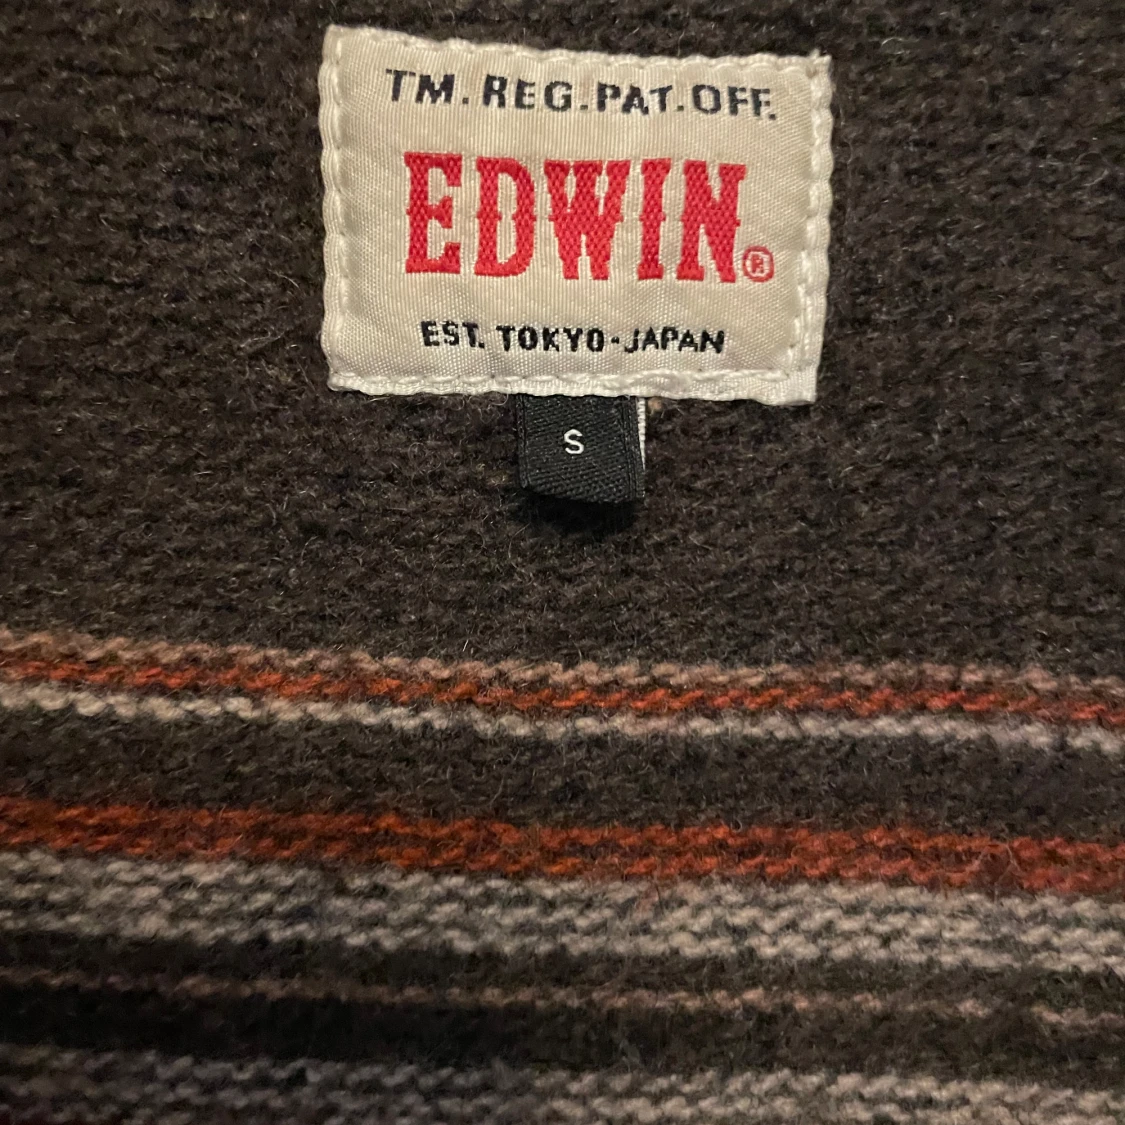 TM.REG.PAT.OFF.
EDWIN®
EST. TOKYO-JAPAN
S